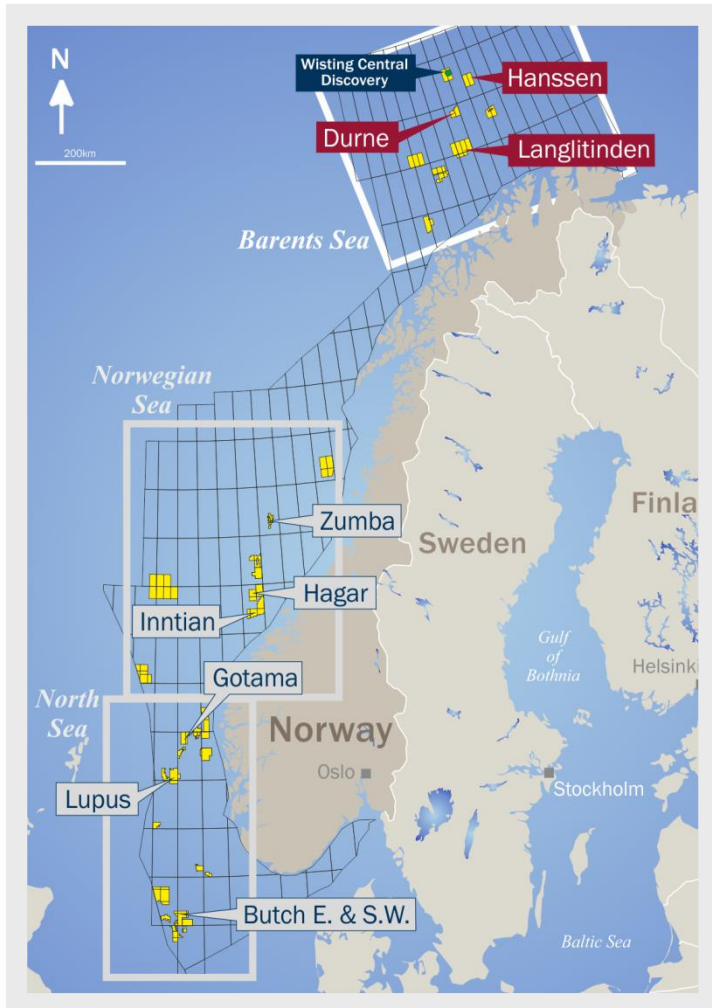 Wisting Central
Discovery
Hanssen
N
Durne
Langlitinden
200km
Barents Sea
Norwegian
Sea
Zumba
Finla
Sweden
Hagar
Inntian
Gulf
of
Bothnia
Helsinki
Gotama
North
Sea
Norway
Oslo
Stockholm
Lupus
Butch E. & S.W.
Baltic Sea